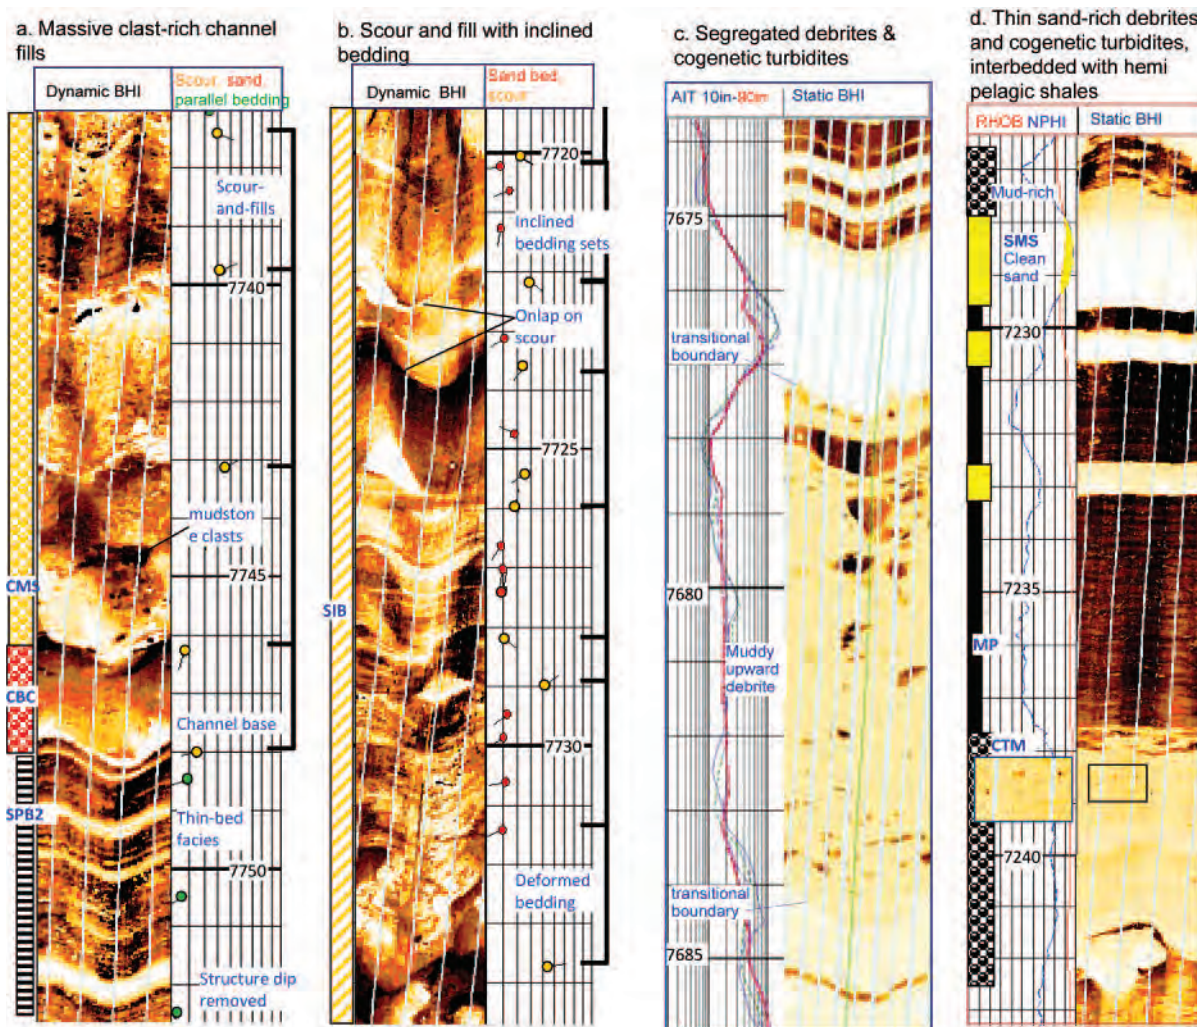 a. Massive clast-rich channel
fills
Dynamic BHI
Scour, sand,
parallel bedding
Scour-
and-fills
7740
mudston
e clasts
7745
CMS
CBC
Channel base
SPB2
Thin-bed
facies
7750
Structure dip
removed
b. Scour and fill with inclined
bedding
Dynamic BHI
Sand bed,
scour
7720
Inclined
bedding sets
Onlap on
scour
7725
SIB
7730
Deformed
bedding
c. Segregated debrites &
cogenetic turbidites
AIT 10in-90in
Static BHI
7675
transitional
boundary
7680
Muddy
upward
debrite
transitional
boundary
7685
d. Thin sand-rich debrites
and cogenetic turbidites,
interbedded with hemi
pelagic shales
RHOB NPHI
Static BHI
Mud-rich
SMS
Clean
sand
7230
7235
MP
CTM
7240